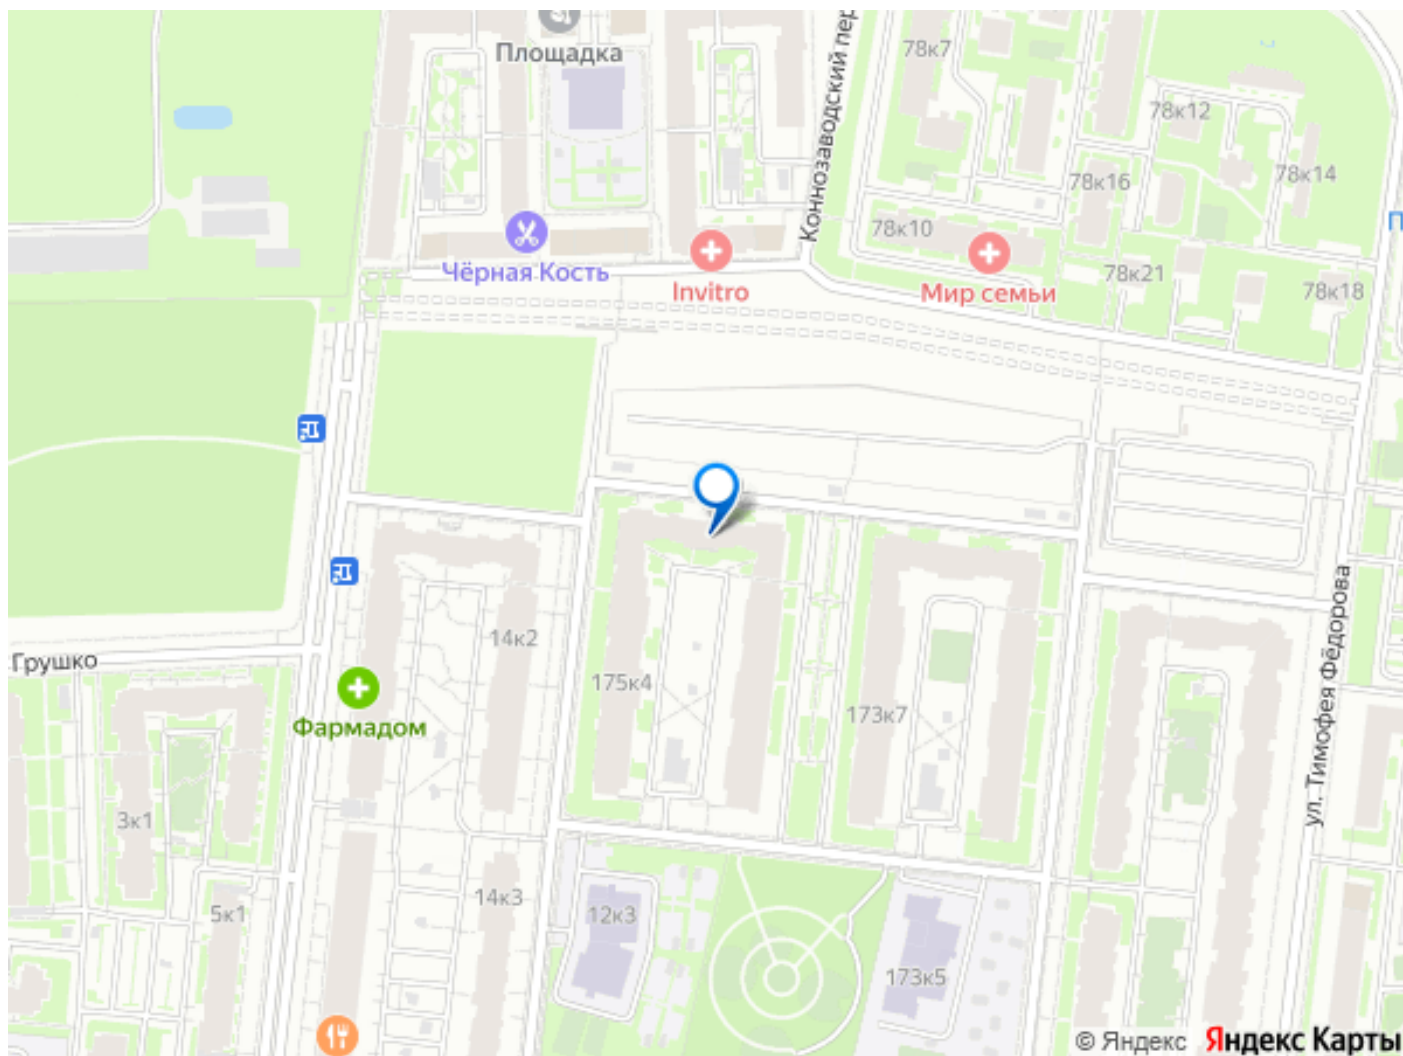 Площадка
Коннозаводский пер
78к7
78к12
78к14
78к16
78к10
Чёрная Кость
Invitro
Мир семьи
78к21
78к18
П
Грушко
14к2
175к4
173к7
Фармадом
ул. Тимофея Фёдорова
3к1
5к1
14к3
12к3
173к5
© Яндекс Яндекс Карты